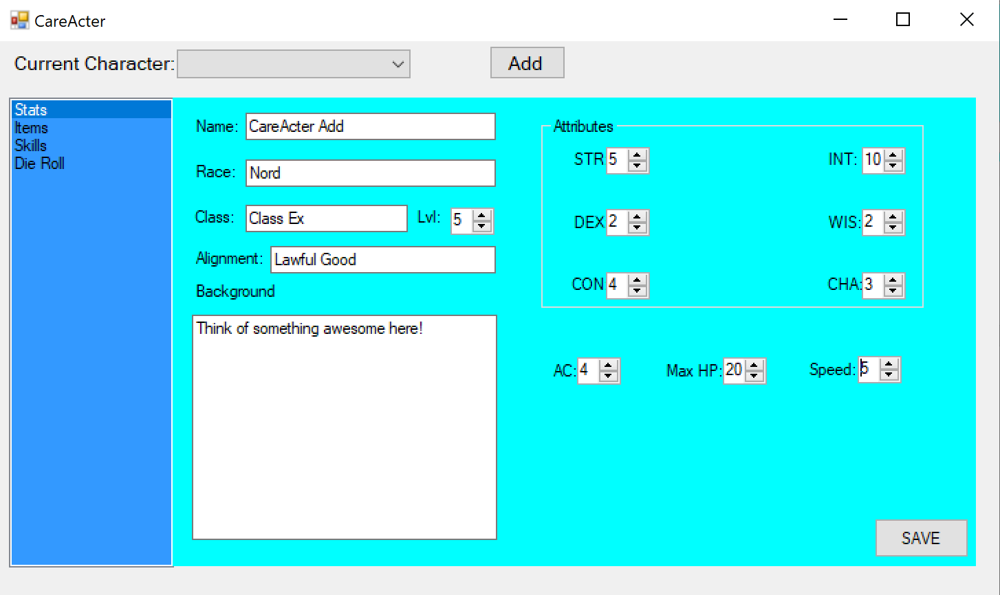 CareActer
Current Character:
Add
Stats
Items
Skills
Die Roll
Name: CareActer Add
Race: Nord
Class: Class Ex Lvl: 5
Alignment: Lawful Good
Background
Think of something awesome here!
Attributes
STR 5 INT: 10
DEX 2 WIS: 2
CON 4 CHA: 3
AC: 4 Max HP: 20 Speed: 5
SAVE